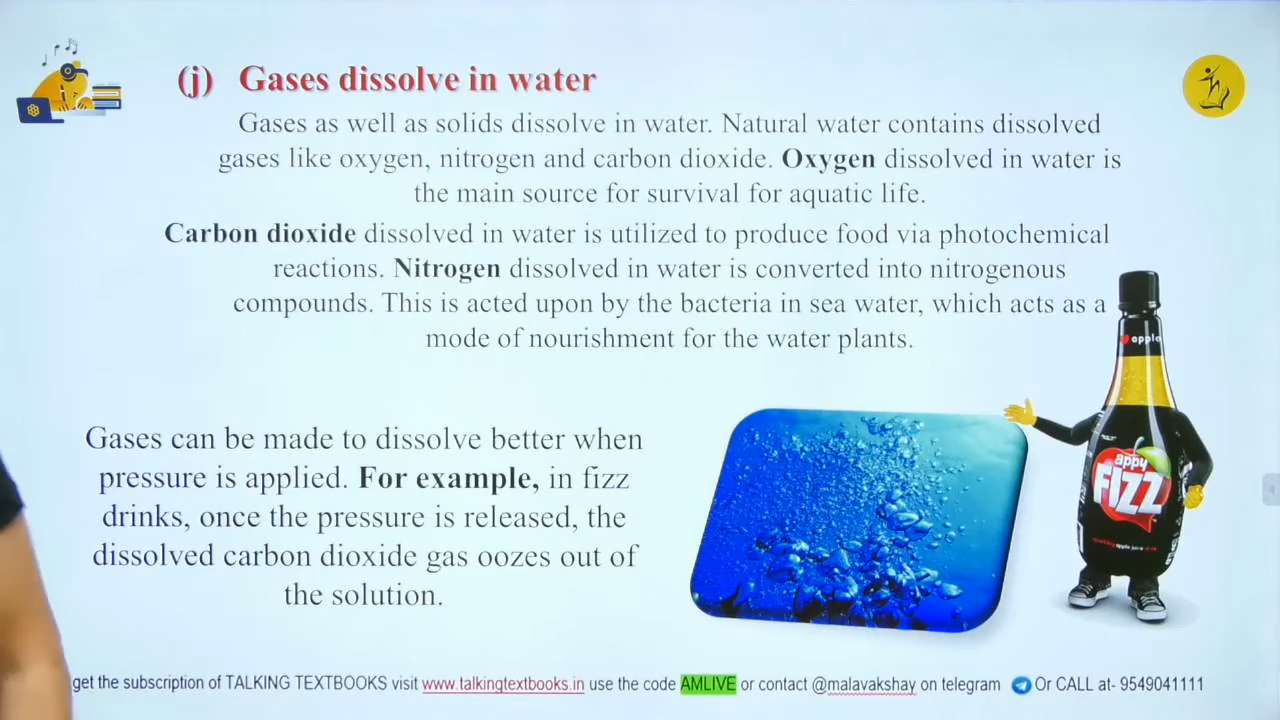 (j) Gases dissolve in water
Gases as well as solids dissolve in water. Natural water contains dissolved
gases like oxygen, nitrogen and carbon dioxide. Oxygen dissolved in water is
the main source for survival for aquatic life.
Carbon dioxide dissolved in water is utilized to produce food via photochemical
reactions. Nitrogen dissolved in water is converted into nitrogenous
compounds. This is acted upon by the bacteria in sea water, which acts as a
mode of nourishment for the water plants.
Gases can be made to dissolve better when
pressure is applied. For example, in fizz
drinks, once the pressure is released, the
dissolved carbon dioxide gas oozes out of
the solution.
apple
appy
FIZZ
get the subscription of TALKING TEXTBOOKS visit www.talkingtextbooks.in use the code AMLIVE or contact @malavakshay on telegram Or CALL at- 9549041111